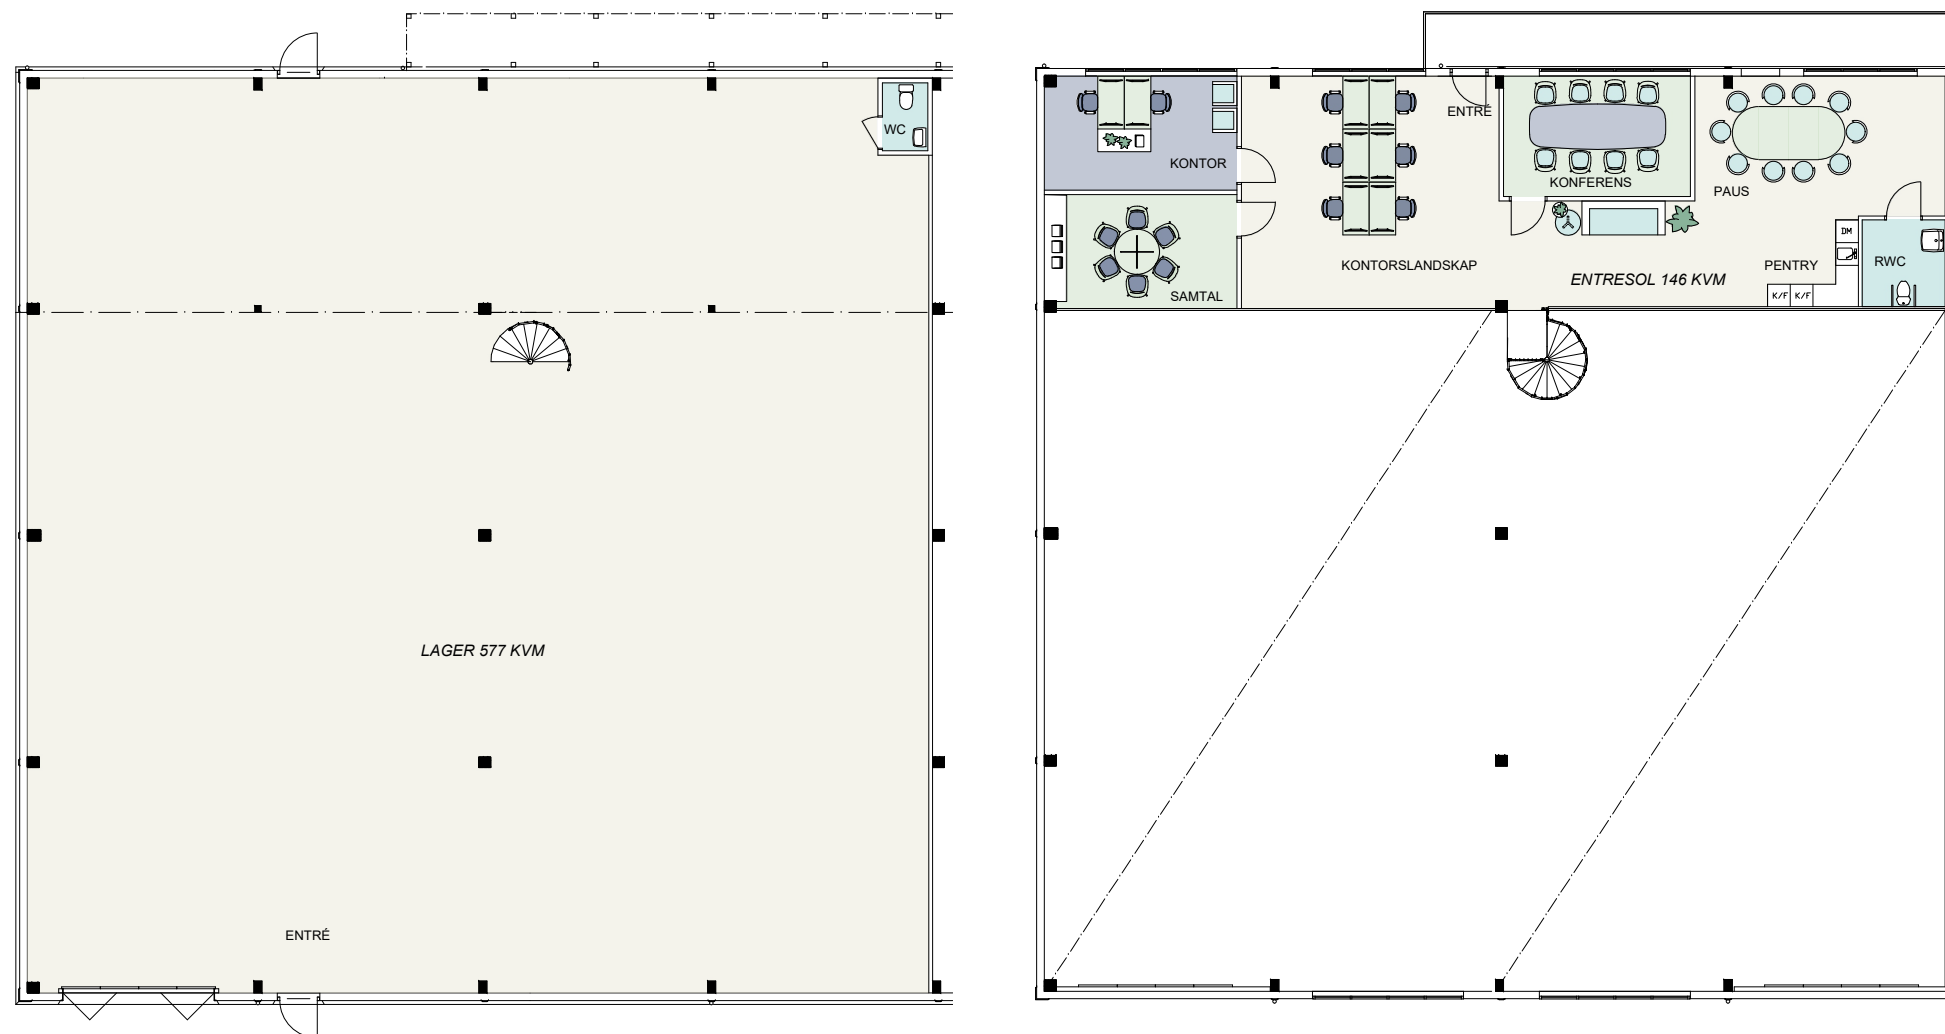 WC
LAGER 577 KVM
ENTRÉ
KONTOR
SAMTAL
KONTORSLANDSKAP
ENTRÉ
KONFERENS
PAUS
ENTRESOL 146 KVM
PENTRY
DM
K/F
K/F
RWC